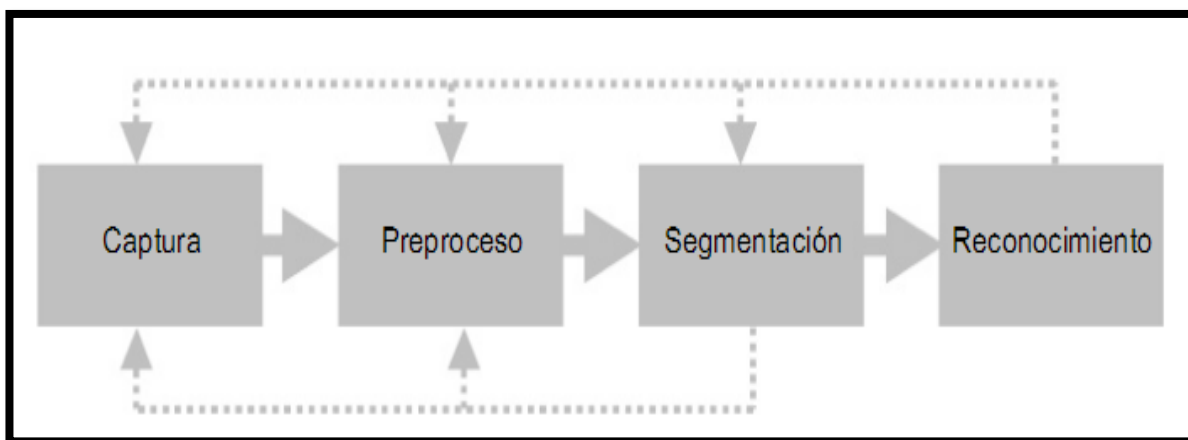 Captura
Preproceso
Segmentación
Reconocimiento